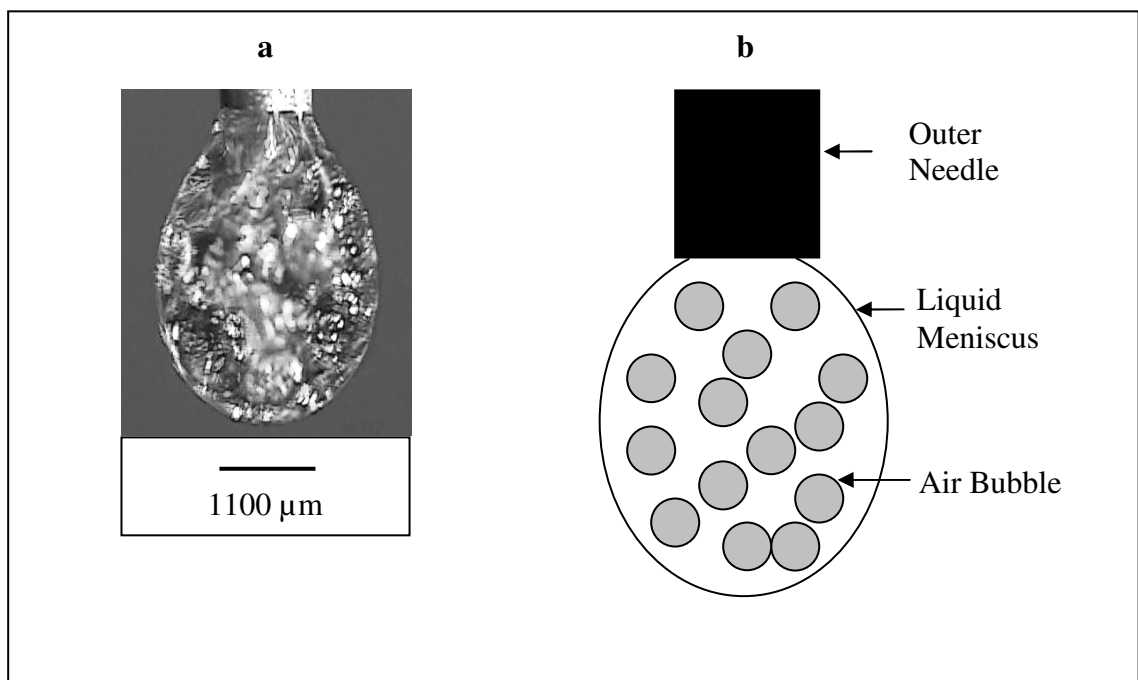 a
b
Outer
Needle
Liquid
Meniscus
Air Bubble
1100 µm